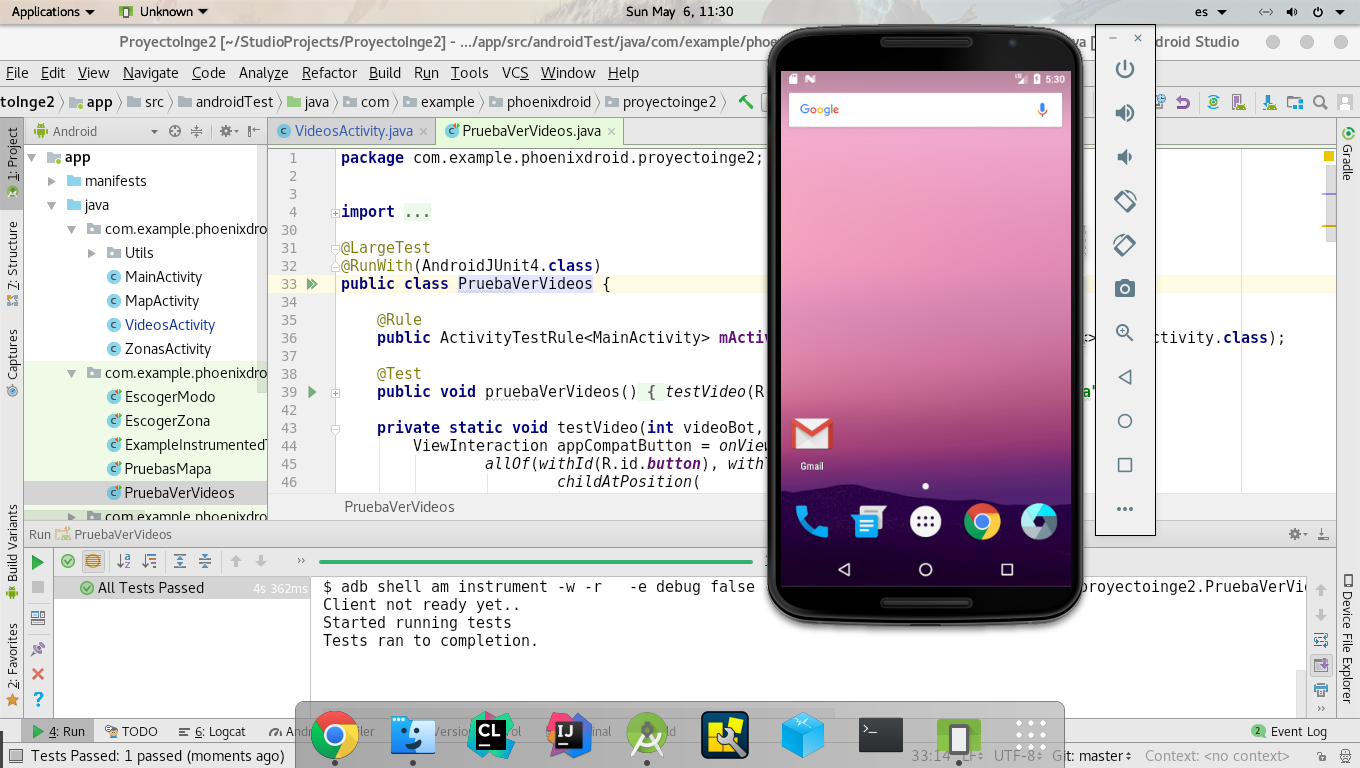 Applications Unknown Sun May 6, 11:30 es
ProyectoInge2 [~/StudioProjects/ProyectoInge2] - .../app/src/androidTest/java/com/example/phoe
Android Studio
File Edit View Navigate Code Analyze Refactor Build Run Tools VCS Window Help
toInge2 app src androidTest java com example phoenixdroid proyectoinge2
1: Project
7: Structure
Captures
Build Variants
2: Favorites
Gradle
Device File Explorer
Android
app
manifests
java
com.example.phoenixdro
Utils
MainActivity
MapActivity
VideosActivity
ZonasActivity
com.example.phoenixdro
EscogerModo
EscogerZona
ExampleInstrumentedT
PruebasMapa
PruebaVerVideos
com.example.phoenixdro
VideosActivity.java PruebaVerVideos.java
1 package com.example.phoenixdroid.proyectoinge2;
2
3
4 import ...
30
31 @LargeTest
32 @RunWith(AndroidJUnit4.class)
33 public class PruebaVerVideos {
34
35 @Rule
36 public ActivityTestRule<MainActivity> mActiv
ctivity.class);
37
38 @Test
39 public void pruebaVerVideos() { testVideo(R
42
43 private static void testVideo(int videoBot,
44 ViewInteraction appCompatButton = onView
45 allOf(withId(R.id.button), withT
46 childAtPosition(
PruebaVerVideos
5:30
Google
Gmail
Run PruebaVerVideos
All Tests Passed 4s 362ms
$ adb shell am instrument -w -r -e debug false
proyectoinge2.PruebaVerVi
Client not ready yet..
Started running tests
Tests ran to completion.
4: Run TODO 6: Logcat
2 Event Log
CL IJ
Tests Passed: 1 passed (moments ago) 33:14 LF UTF-8 Git: master Context: <no context>